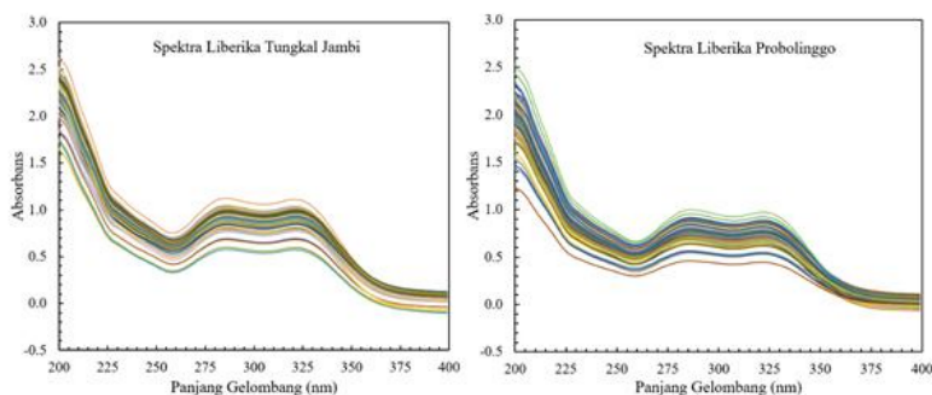 Spektra Liberika Tungkal Jambi
Absorbans
3.0
2.5
2.0
1.5
1.0
0.5
0.0
-0.5
200 225 250 275 300 325 350 375 400
Panjang Gelombang (nm)
Spektra Liberika Probolinggo
Absorbans
3.0
2.5
2.0
1.5
1.0
0.5
0.0
-0.5
200 225 250 275 300 325 350 375 400
Panjang Gelombang (nm)